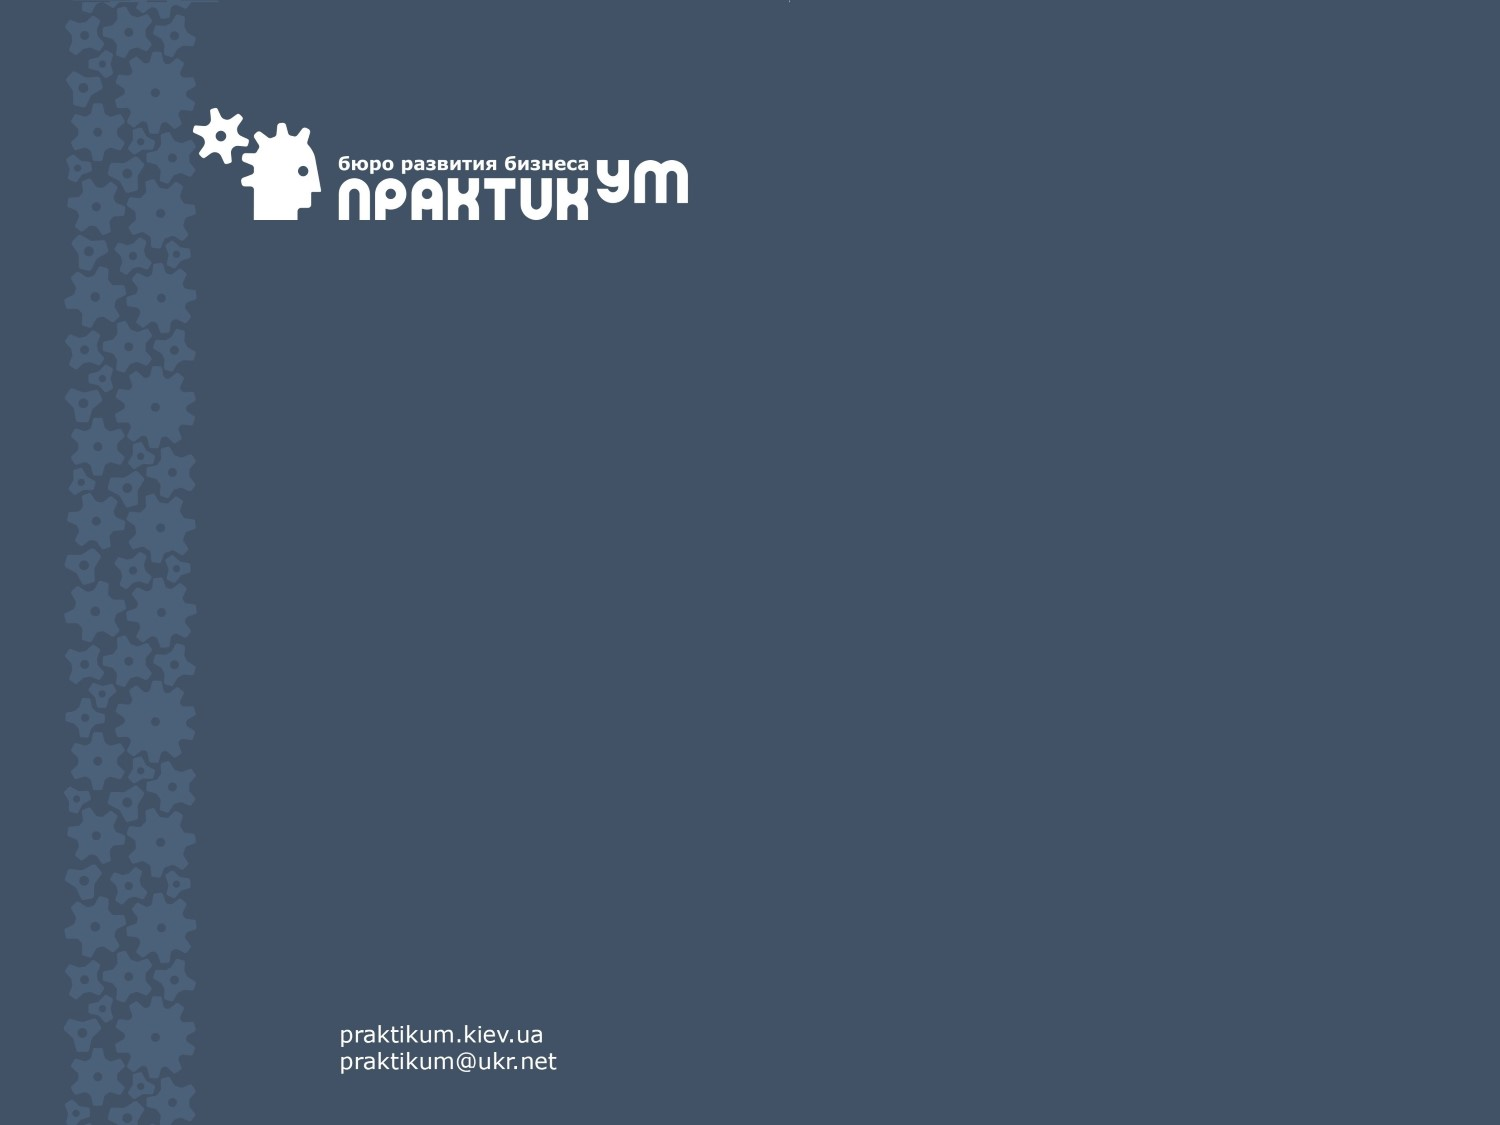 бюро развития бизнеса
практикум
praktikum.kiev.ua
praktikum@ukr.net